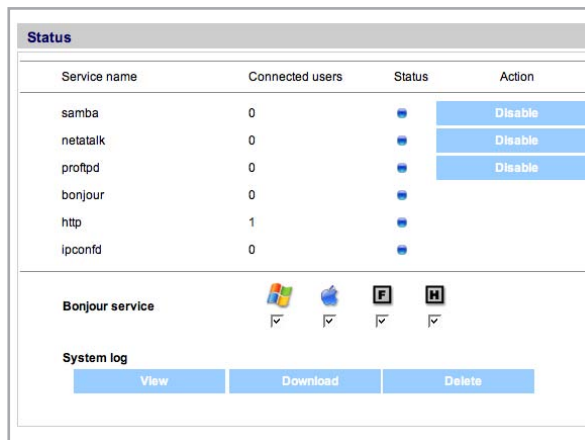 Status
Service name Connected users Status Action
samba 0 Disable
netatalk 0 Disable
proftpd 0 Disable
bonjour 0
http 1
ipconfd 0
Bonjour service F H
System log
View Download Delete